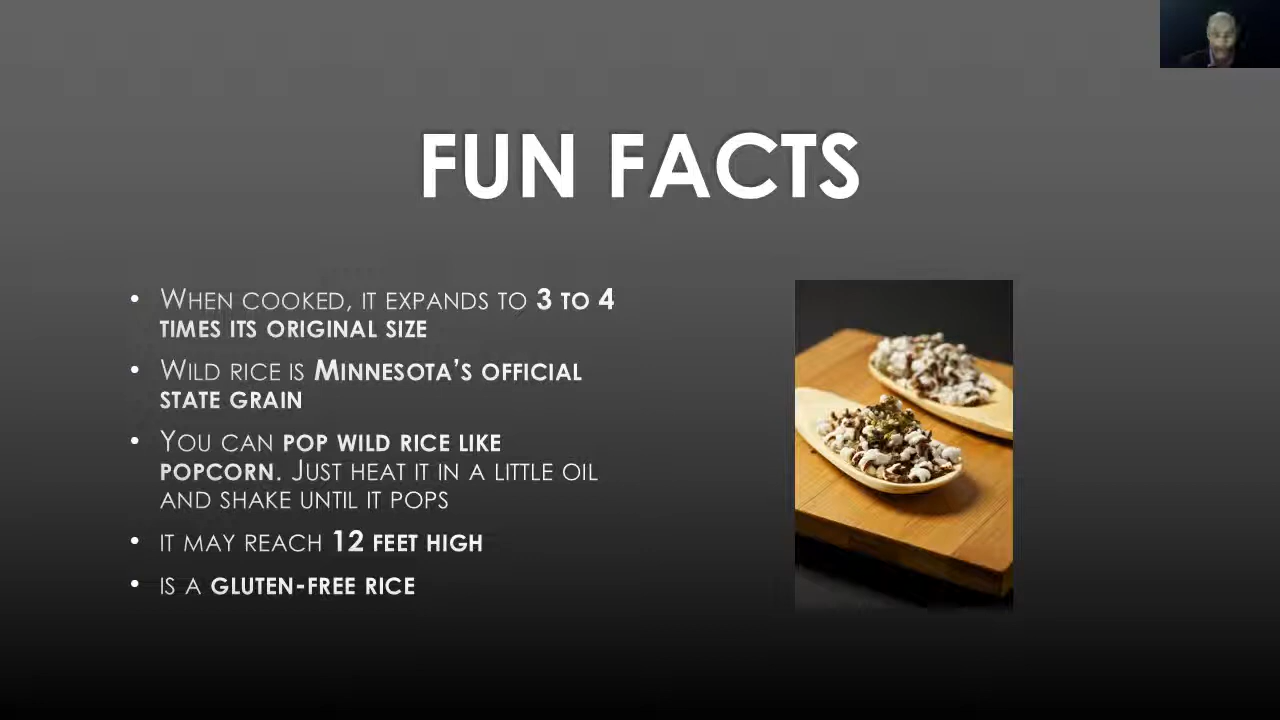 FUN FACTS
• WHEN COOKED, IT EXPANDS TO 3 TO 4
TIMES ITS ORIGINAL SIZE
• WILD RICE IS MINNESOTA'S OFFICIAL
STATE GRAIN
• YOU CAN POP WILD RICE LIKE
POPCORN. JUST HEAT IT IN A LITTLE OIL
AND SHAKE UNTIL IT POPS
• IT MAY REACH 12 FEET HIGH
• IS A GLUTEN-FREE RICE